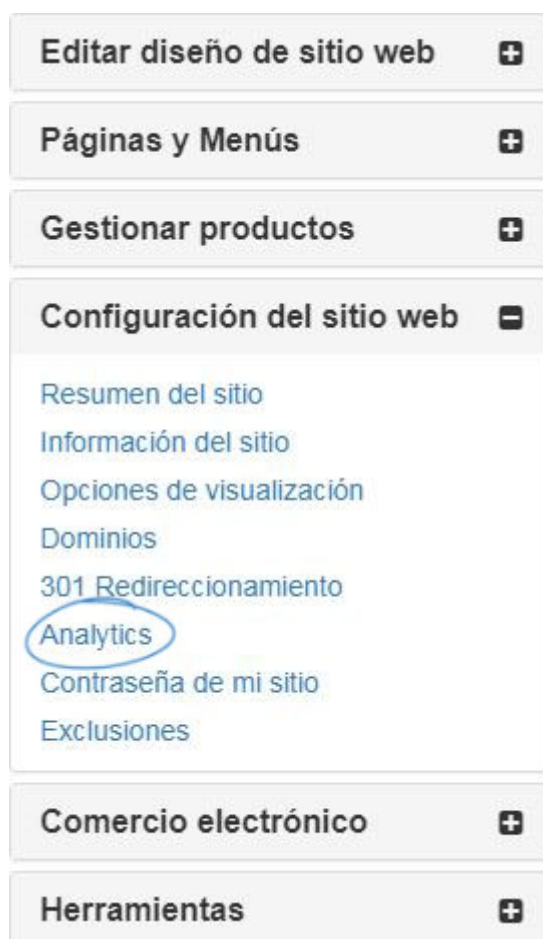 Editar diseño de sitio web
Páginas y Menús
Gestionar productos
Configuración del sitio web
Resumen del sitio
Información del sitio
Opciones de visualización
Dominios
301 Redireccionamiento
Analytics
Contraseña de mi sitio
Exclusiones
Comercio electrónico
Herramientas